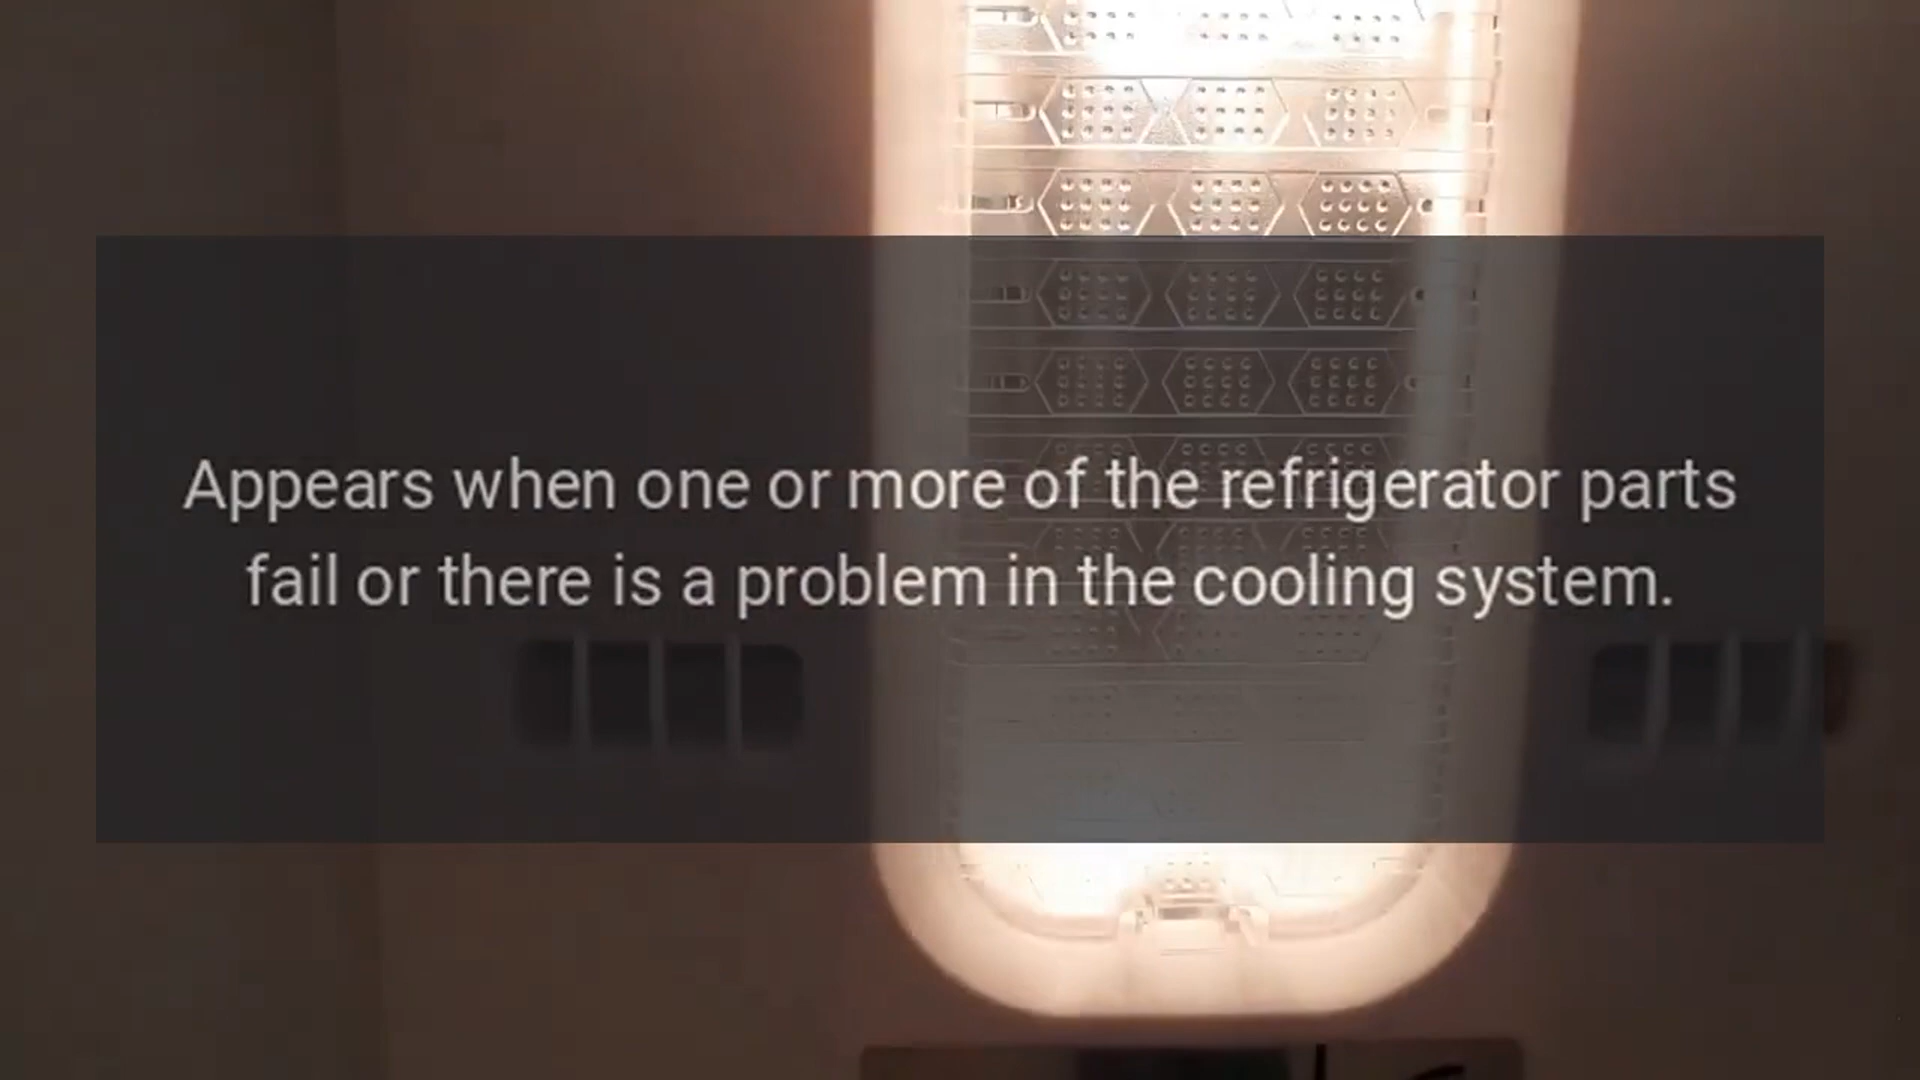 Appears when one or more of the refrigerator parts
fail or there is a problem in the cooling system.